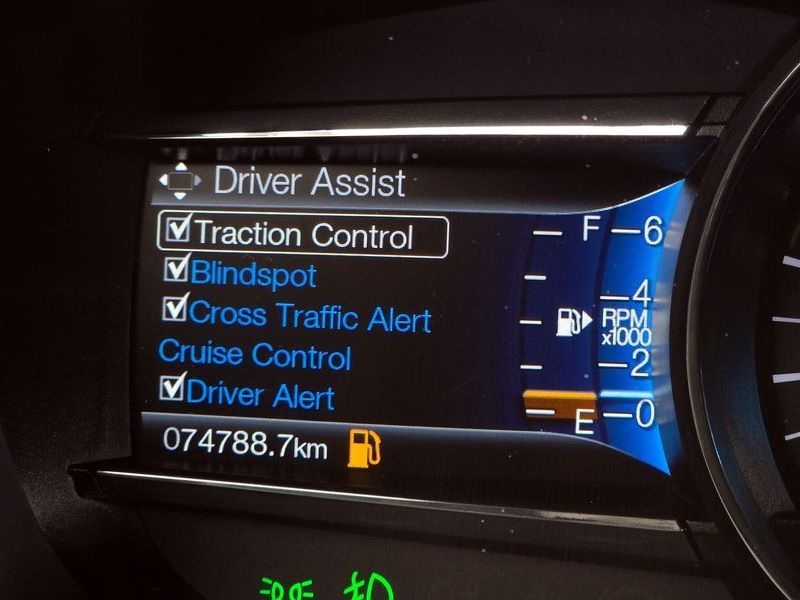 Driver Assist
Traction Control
Blindspot
Cross Traffic Alert
Cruise Control
Driver Alert
074788.7km
F
E
6
4
RPM
x1000
2
0